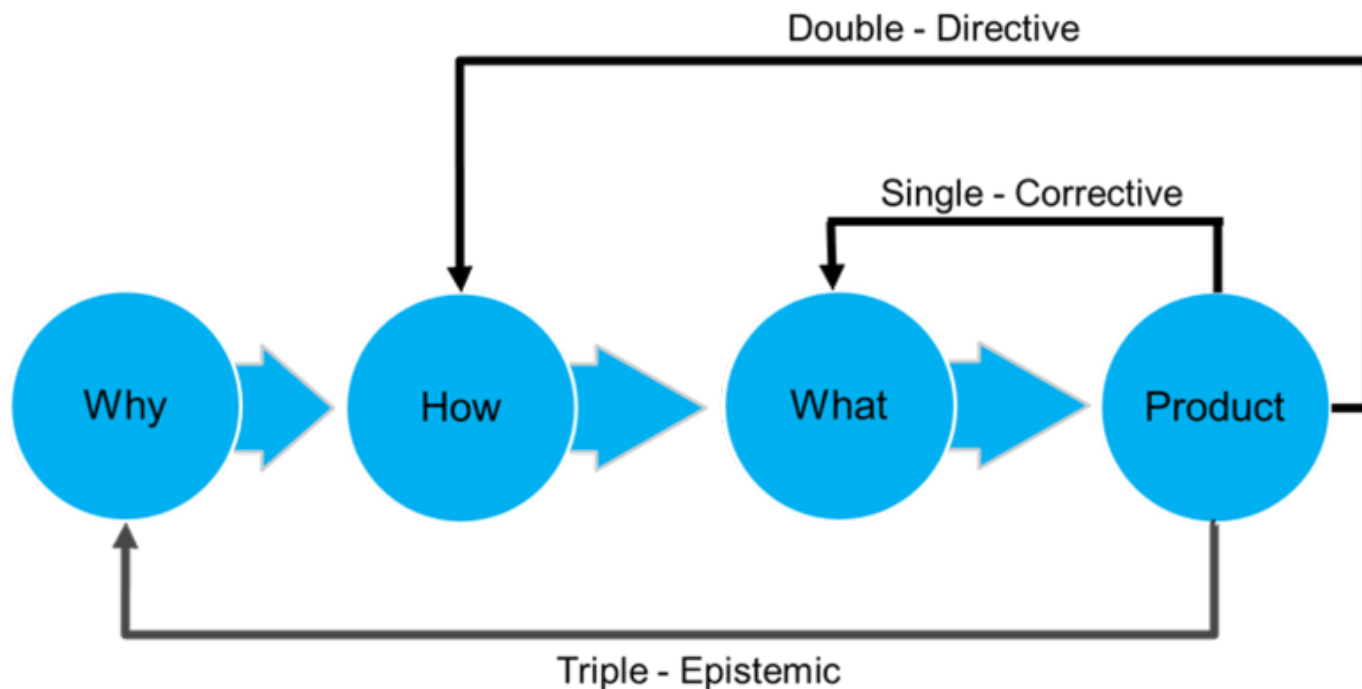 Double - Directive
Single - Corrective
Why
How
What
Product
Triple - Epistemic